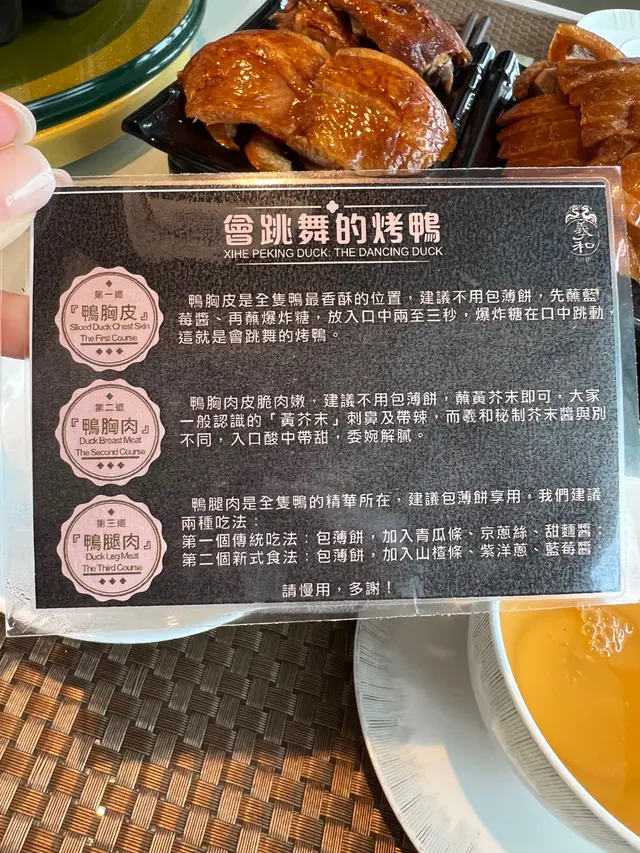 會跳舞的烤鴨
XIHE PEKING DUCK: THE DANCING DUCK
羲和
第一道
『鴨胸皮』
Sliced Duck Chest Skin
The First Course
鴨胸皮是全隻鴨最香酥的位置，建議不用包薄餅，先蘸藍
莓醬、再蘸爆炸糖，放入口中兩至三秒，爆炸糖在口中跳動，
這就是會跳舞的烤鴨。
第二道
『鴨胸肉』
Duck Breast Meat
The Second Course
鴨胸肉皮脆肉嫩，建議不用包薄餅，蘸黃芥末即可，大家
一般認識的「黃芥末」刺鼻及帶辣，而羲和秘制芥末醬與別
不同，入口酸中帶甜，委婉解膩。
第三道
『鴨腿肉』
Duck Leg Meat
The Third Course
鴨腿肉是全隻鴨的精華所在，建議包薄餅享用，我們建議
兩種吃法：
第一個傳統吃法：包薄餅，加入青瓜條、京蔥絲、甜麵醬
第二個新式食法：包薄餅，加入山楂條、紫洋蔥、藍莓醬
請慢用，多謝！